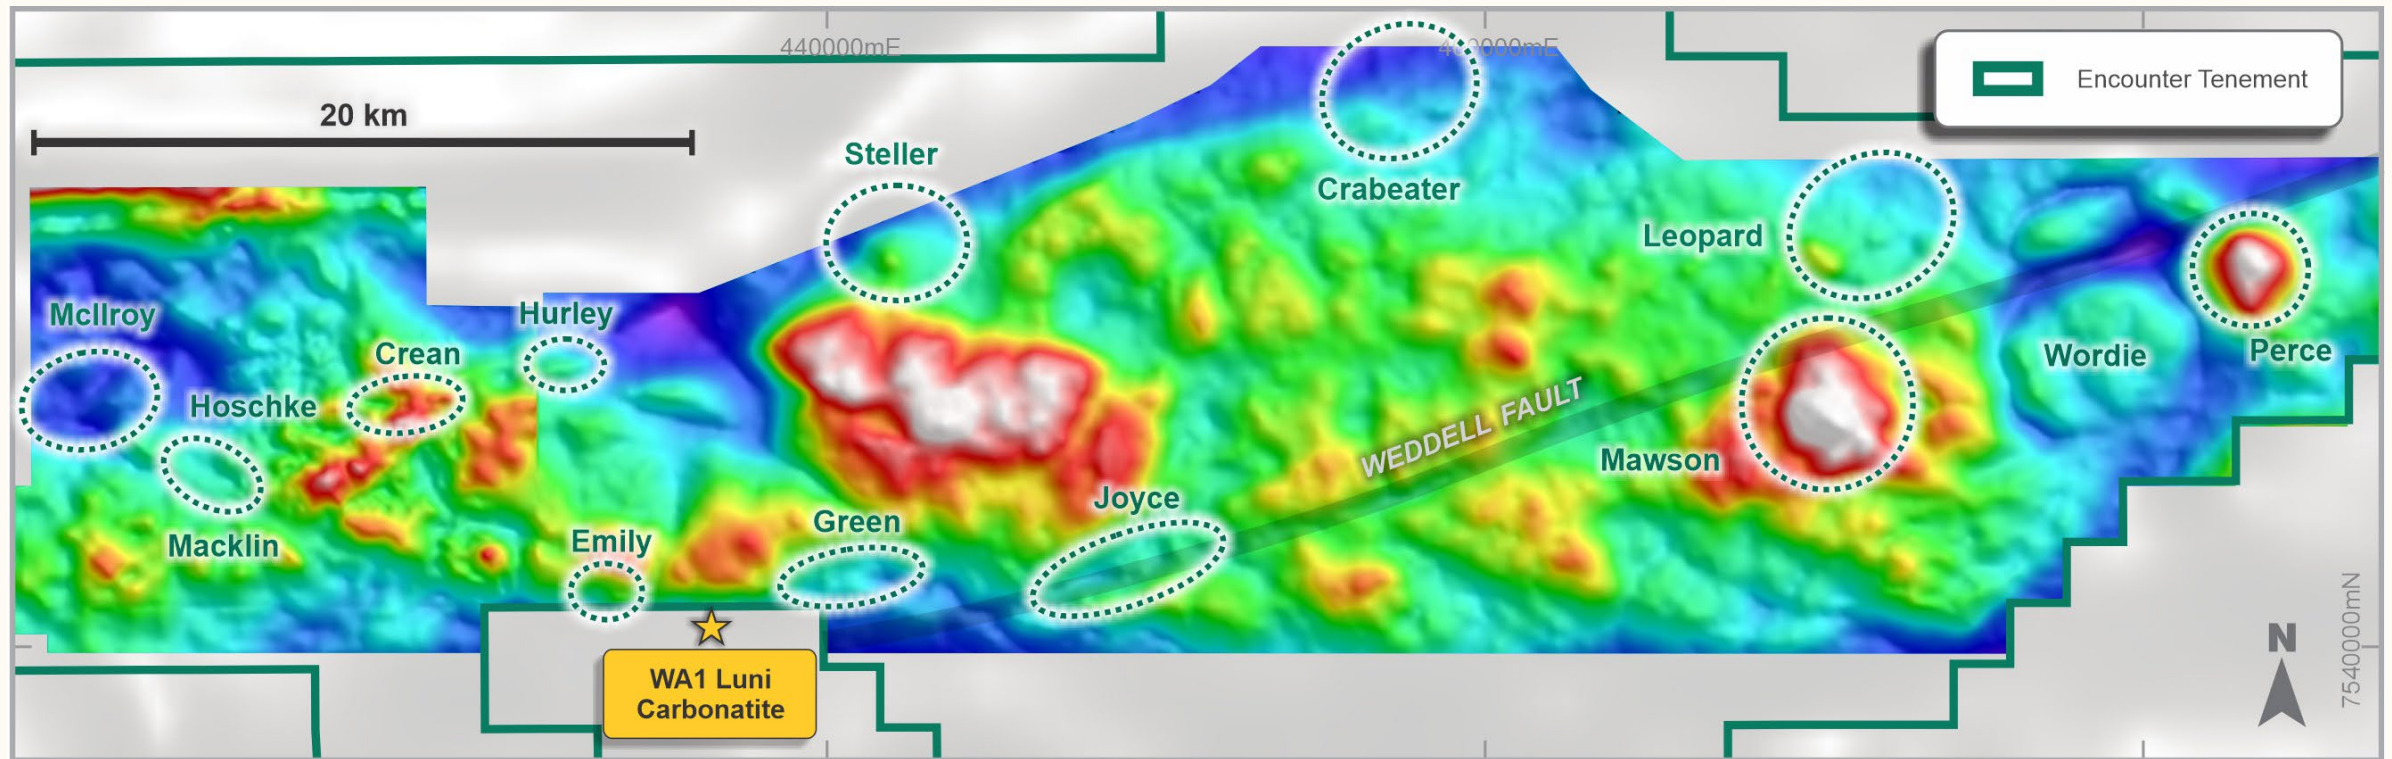 440000mE
460000mE
Encounter Tenement
20 km
Steller
Crabeater
Leopard
McIlroy
Hurley
Crean
Hoschke
Wordie
Perce
WEDDELL FAULT
Mawson
Joyce
Green
Emily
Macklin
WA1 Luni
Carbonatite
N
7540000mN